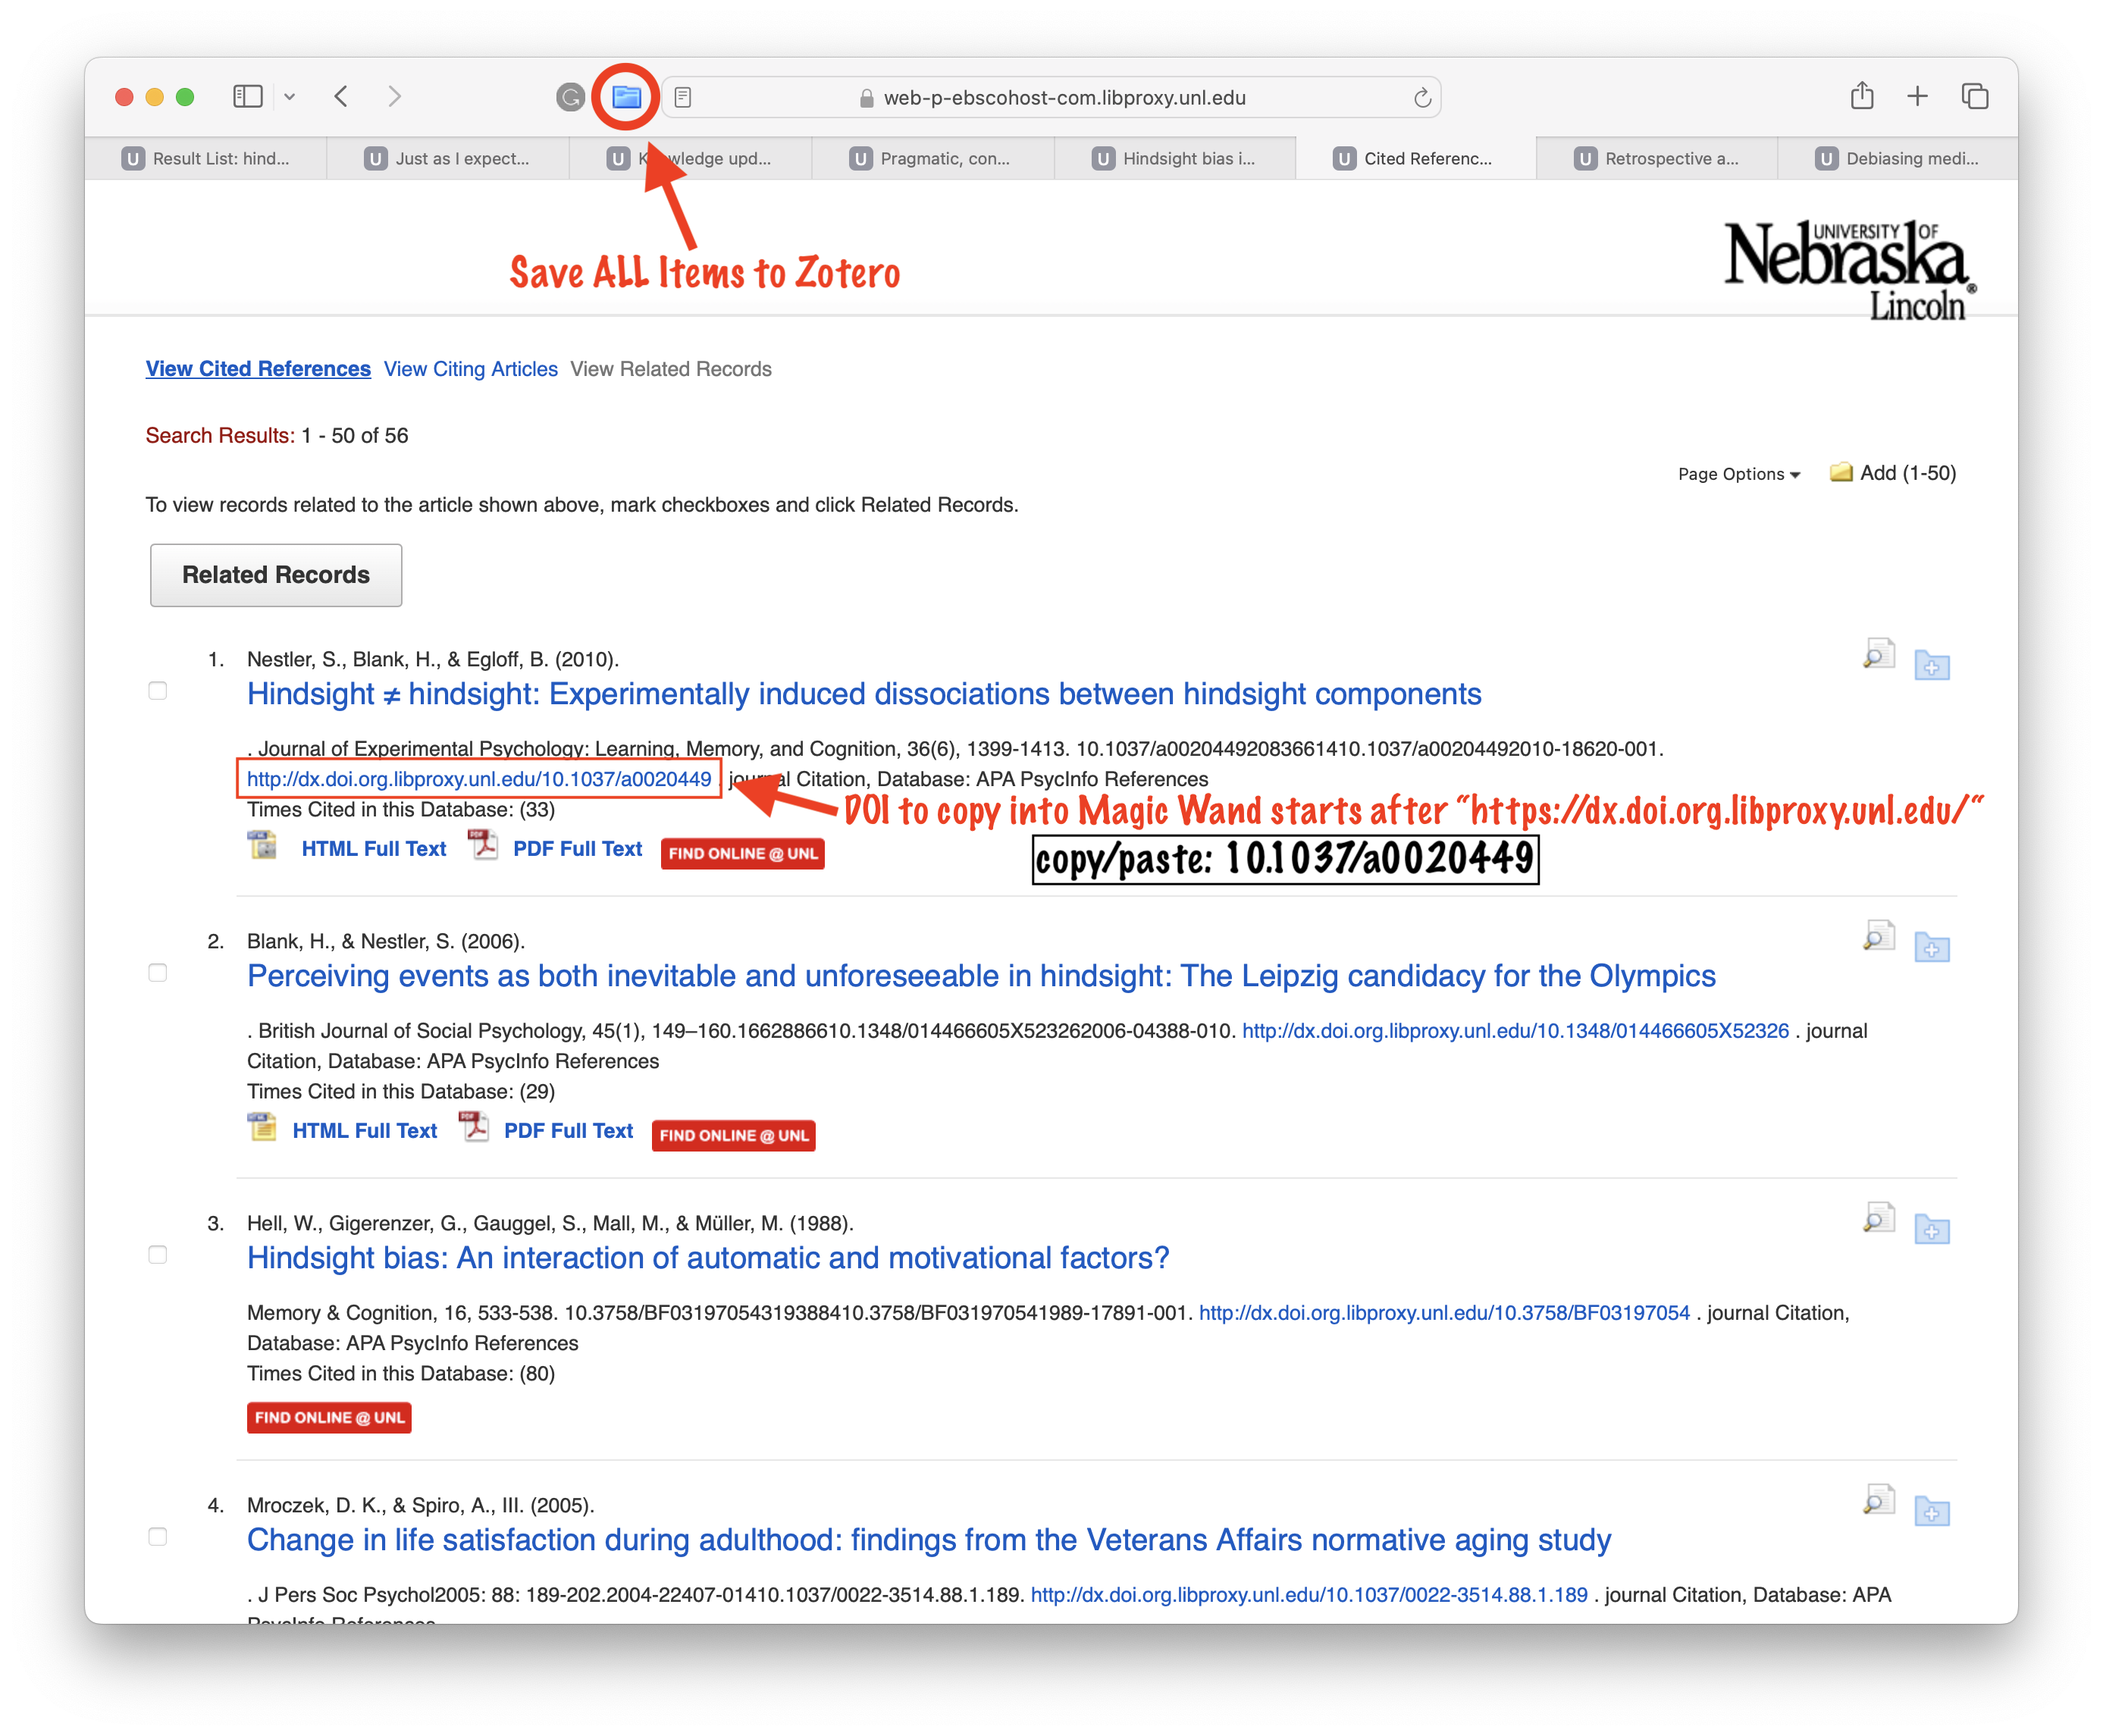 web-p-ebscohost-com.libproxy.unl.edu
U Result List: hind...
U Just as I expect...
U Knowledge upd...
U Pragmatic, con...
U Hindsight bias i...
U Cited Referenc...
U Retrospective a...
U Debiasing medi...
Save ALL Items to Zotero
UNIVERSITY OF
Nebraska
Lincoln®
View Cited References View Citing Articles View Related Records
Search Results: 1 - 50 of 56
Page Options Add (1-50)
To view records related to the article shown above, mark checkboxes and click Related Records.
Related Records
1. Nestler, S., Blank, H., & Egloff, B. (2010).
Hindsight ≠ hindsight: Experimentally induced dissociations between hindsight components
. Journal of Experimental Psychology: Learning, Memory, and Cognition, 36(6), 1399-1413. 10.1037/a00204492083661410.1037/a00204492010-18620-001.
http://dx.doi.org.libproxy.unl.edu/10.1037/a0020449 . journal Citation, Database: APA PsycInfo References
DOI to copy into Magic Wand starts after "https://dx.doi.org.libproxy.unl.edu/"
Times Cited in this Database: (33)
HTML Full Text PDF Full Text FIND ONLINE @ UNL
copy/paste: 10.1037/a0020449
2. Blank, H., & Nestler, S. (2006).
Perceiving events as both inevitable and unforeseeable in hindsight: The Leipzig candidacy for the Olympics
. British Journal of Social Psychology, 45(1), 149–160.1662886610.1348/014466605X523262006-04388-010. http://dx.doi.org.libproxy.unl.edu/10.1348/014466605X52326 . journal
Citation, Database: APA PsycInfo References
Times Cited in this Database: (29)
HTML Full Text PDF Full Text FIND ONLINE @ UNL
3. Hell, W., Gigerenzer, G., Gauggel, S., Mall, M., & Müller, M. (1988).
Hindsight bias: An interaction of automatic and motivational factors?
Memory & Cognition, 16, 533-538. 10.3758/BF03197054319388410.3758/BF031970541989-17891-001. http://dx.doi.org.libproxy.unl.edu/10.3758/BF03197054 . journal Citation,
Database: APA PsycInfo References
Times Cited in this Database: (80)
FIND ONLINE @ UNL
4. Mroczek, D. K., & Spiro, A., III. (2005).
Change in life satisfaction during adulthood: findings from the Veterans Affairs normative aging study
. J Pers Soc Psychol2005: 88: 189-202.2004-22407-01410.1037/0022-3514.88.1.189. http://dx.doi.org.libproxy.unl.edu/10.1037/0022-3514.88.1.189 . journal Citation, Database: APA
PsycInfo References